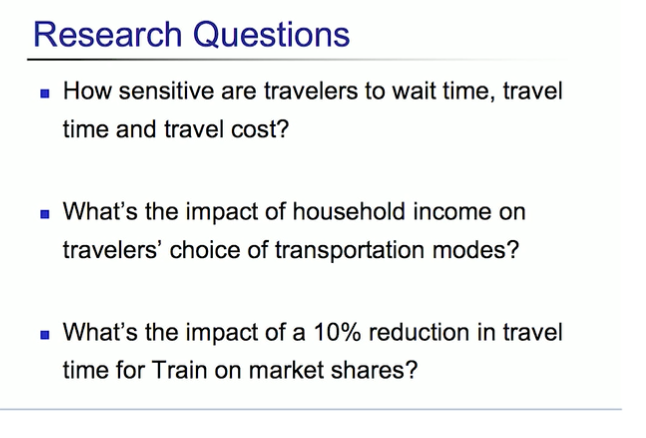 Research Questions
How sensitive are travelers to wait time, travel
time and travel cost?
What's the impact of household income on
travelers' choice of transportation modes?
What's the impact of a 10% reduction in travel
time for Train on market shares?